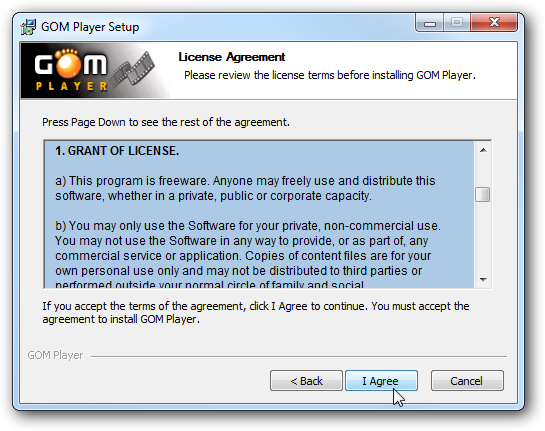 GOM Player Setup
GOM
PLAYER
License Agreement
Please review the license terms before installing GOM Player.
Press Page Down to see the rest of the agreement.
1. GRANT OF LICENSE.
a) This program is freeware. Anyone may freely use and distribute this
software, whether in a private, public or corporate capacity.
b) You may only use the Software for your private, non-commercial use.
You may not use the Software in any way to provide, or as part of, any
commercial service or application. Copies of content files are for your
own personal use only and may not be distributed to third parties or
performed outside your normal circle of family and social
If you accept the terms of the agreement, click I Agree to continue. You must accept the
agreement to install GOM Player.
GOM Player
< Back
I Agree
Cancel